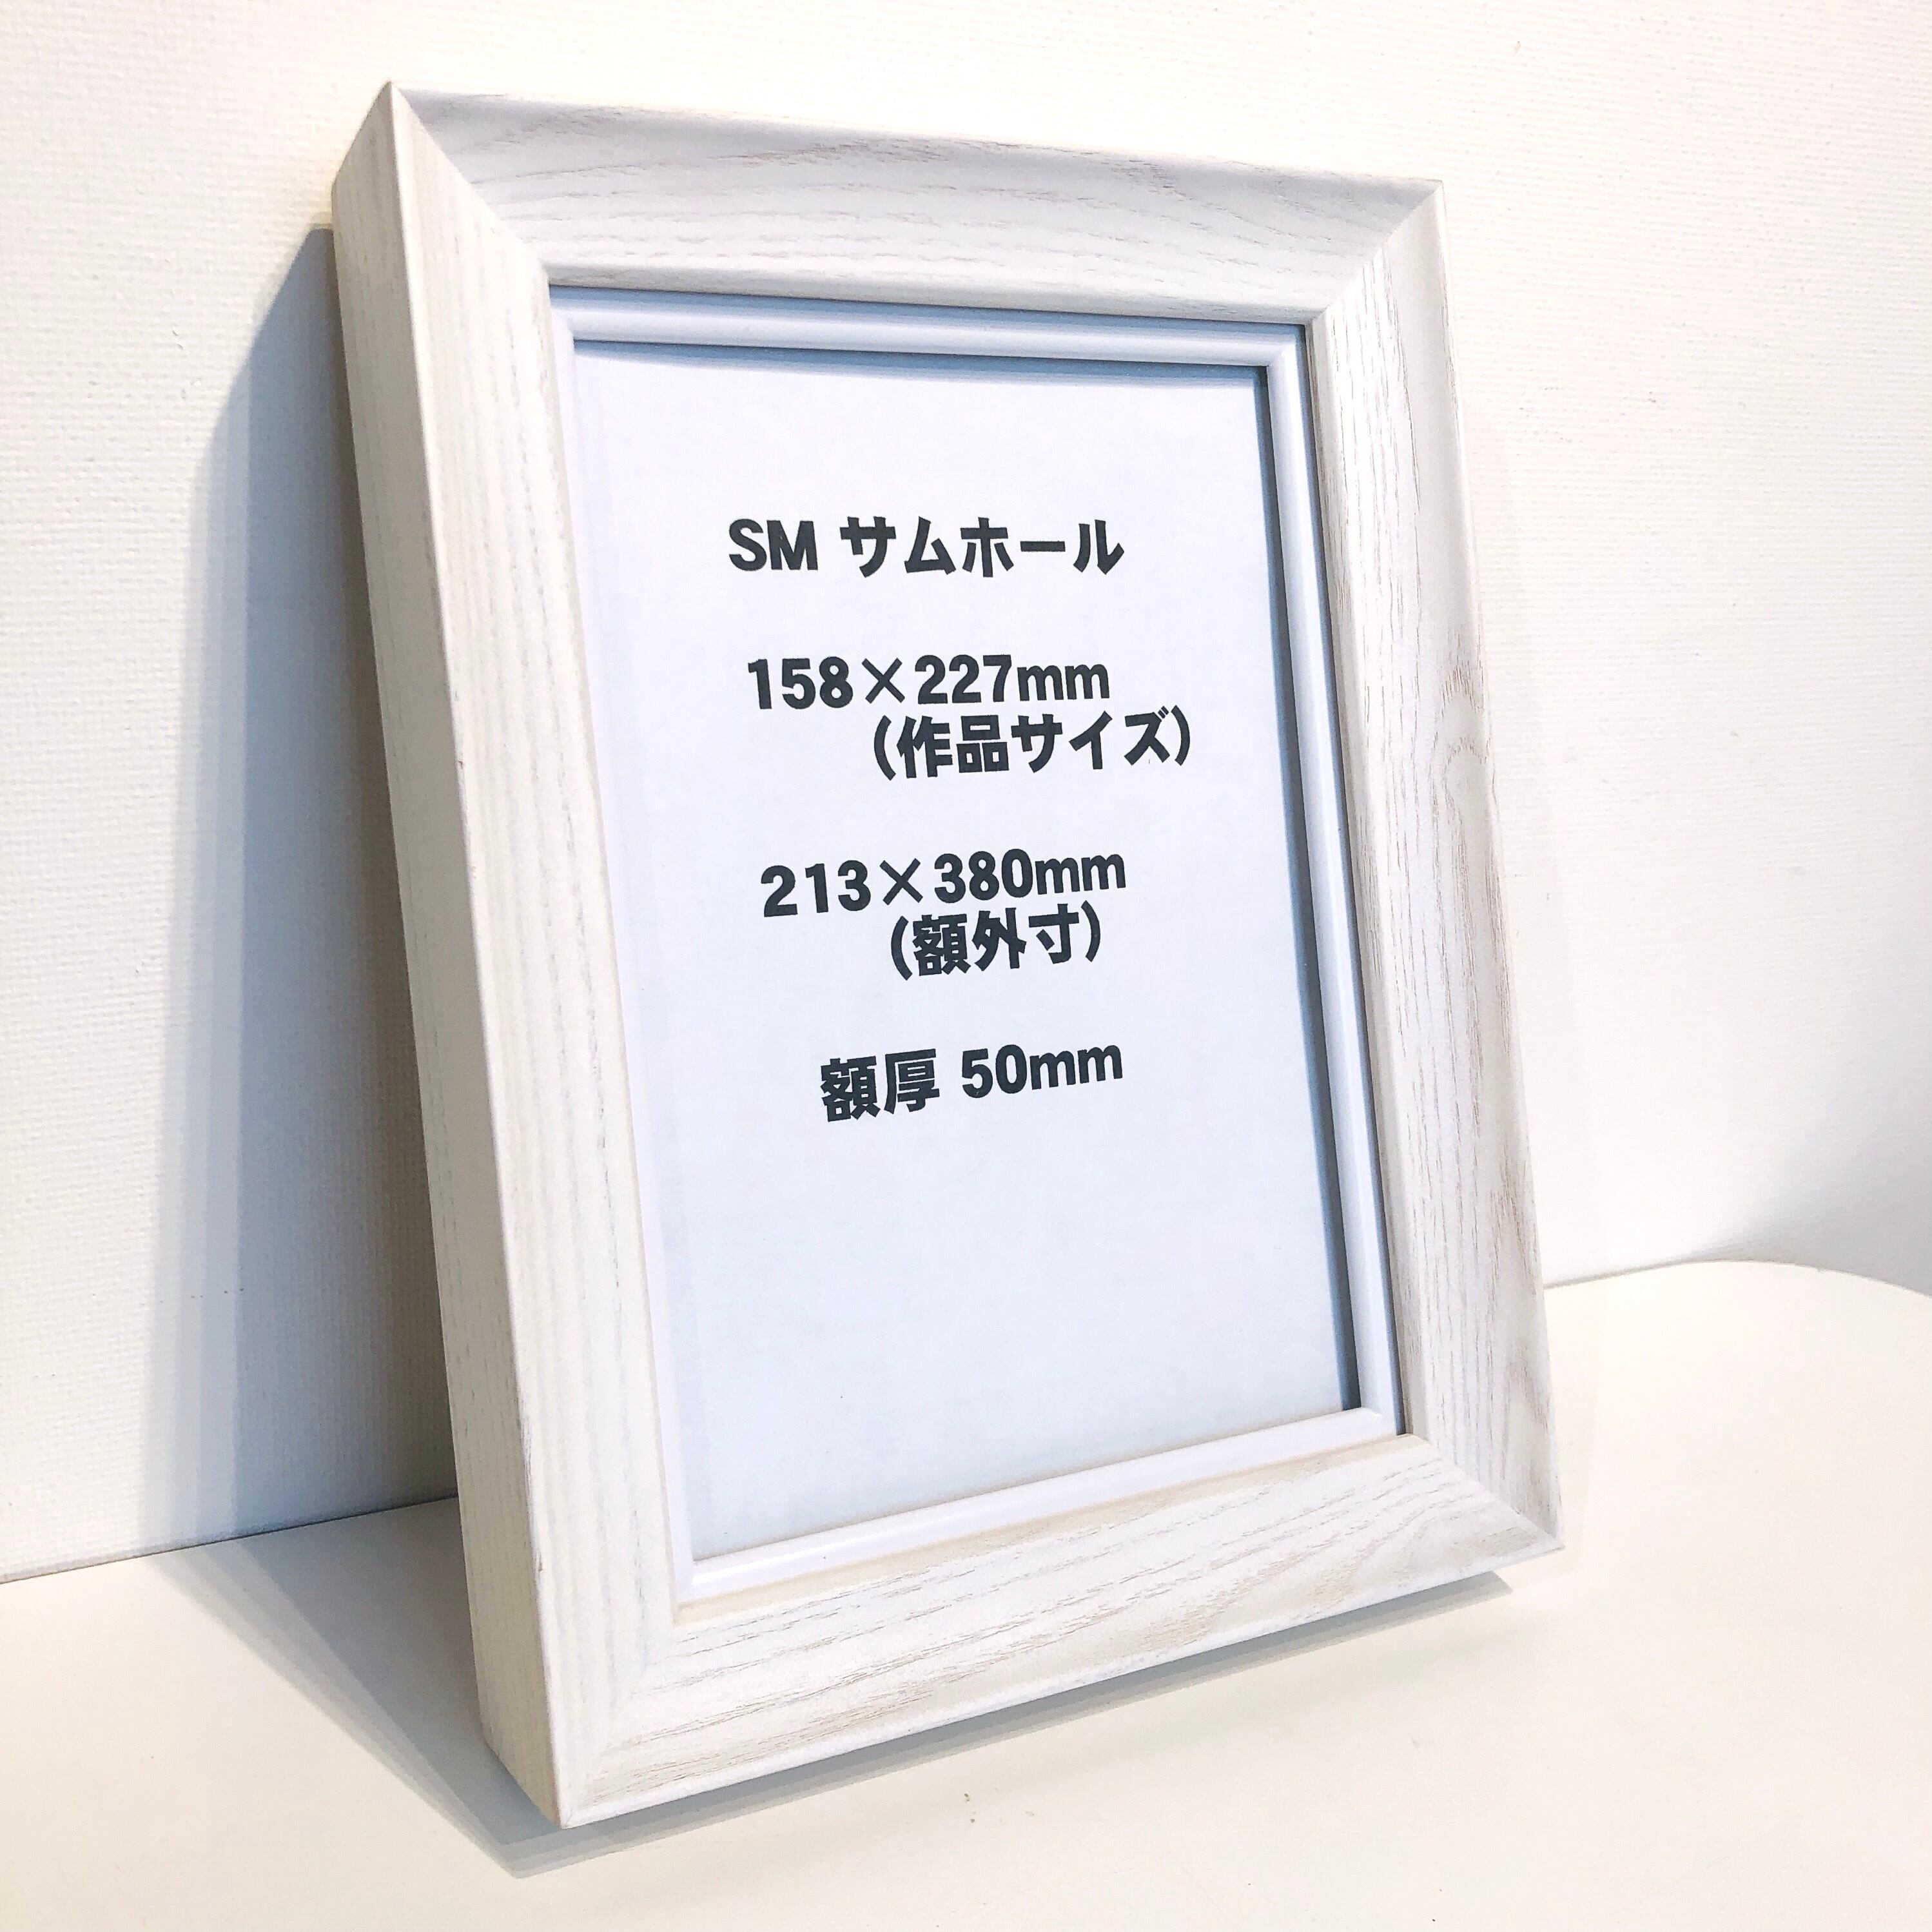 SM サムホール
158×227mm
(作品サイズ)
213×380mm
(額外寸)
額厚 50mm